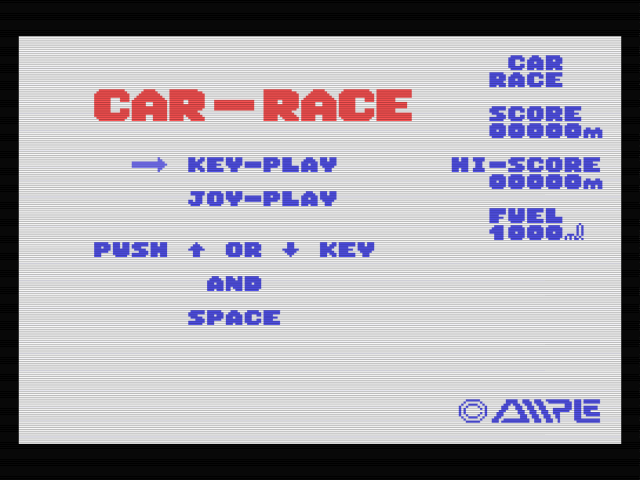 CAR-RACE
→ KEY-PLAY
JOY-PLAY
PUSH ↑ OR ↓ KEY
AND
SPACE
CAR
RACE
SCORE
00000m
HI-SCORE
00000m
FUEL
1000ml
© AMPLE